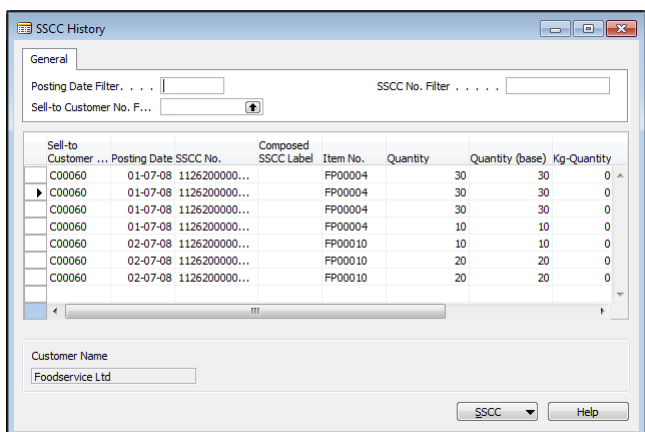 SSCC History
General
Posting Date Filter. . . . SSCC No. Filter . . . . .
Sell-to Customer No. F...
Sell-to Customer ... Posting Date SSCC No. Composed SSCC Label Item No. Quantity Quantity (base) Kg-Quantity
C00060 01-07-08 1126200000... FP00004 30 30 0
C00060 01-07-08 1126200000... FP00004 30 30 0
C00060 01-07-08 1126200000... FP00004 30 30 0
C00060 01-07-08 1126200000... FP00004 10 10 0
C00060 02-07-08 1126200000... FP00010 10 10 0
C00060 02-07-08 1126200000... FP00010 20 20 0
C00060 02-07-08 1126200000... FP00010 20 20 0
Customer Name
Foodservice Ltd
SSCC Help